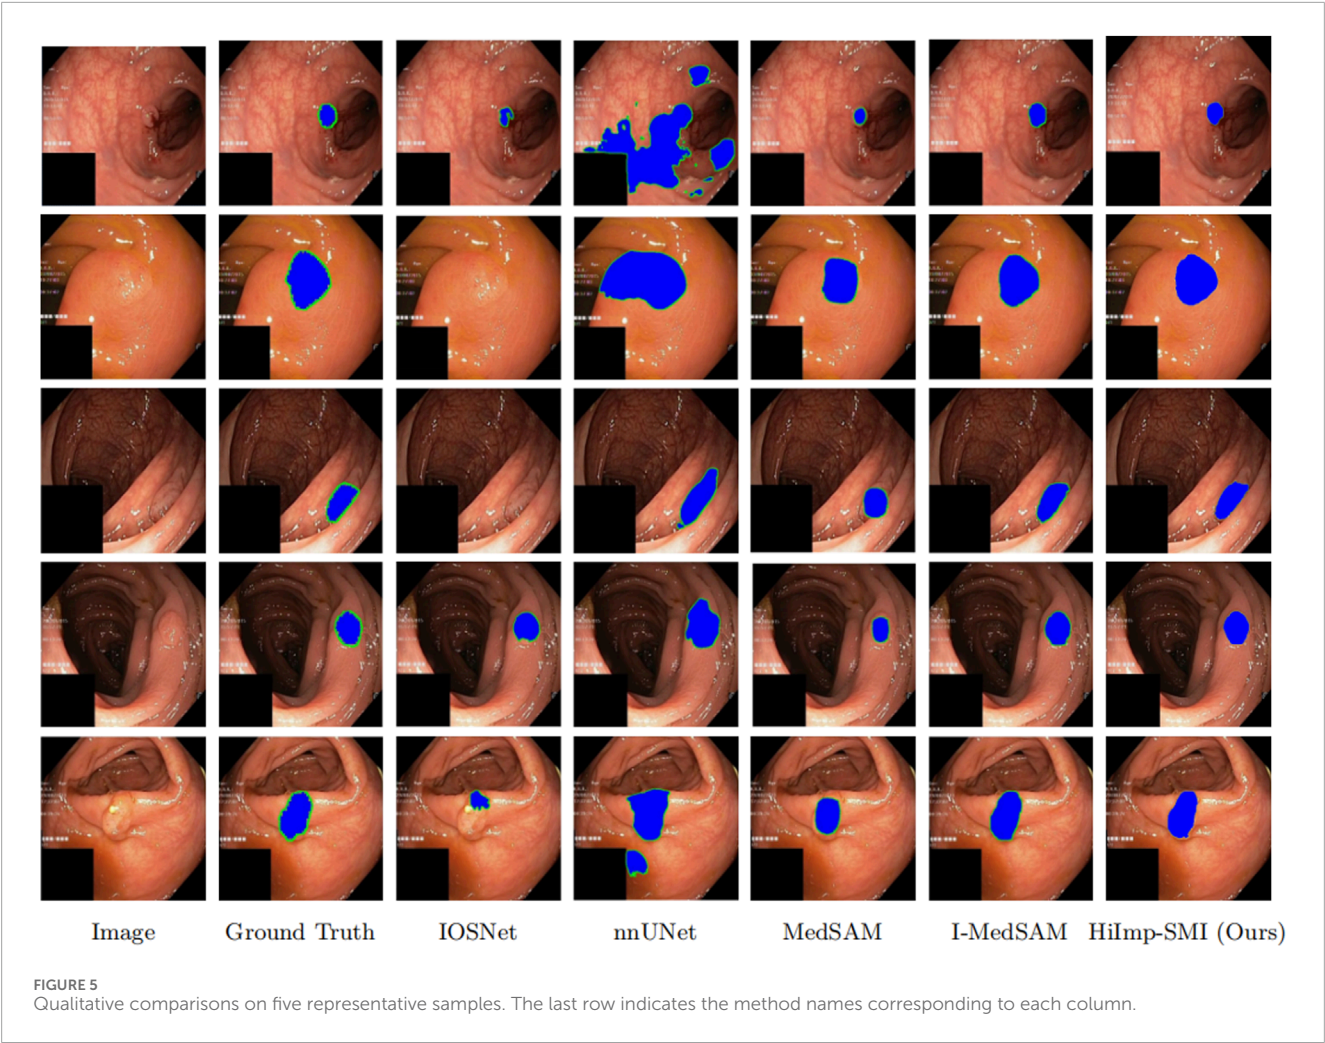 Image Ground Truth IOSNet nnUNet MedSAM I-MedSAM HiImp-SMI (Ours)
FIGURE 5
Qualitative comparisons on five representative samples. The last row indicates the method names corresponding to each column.